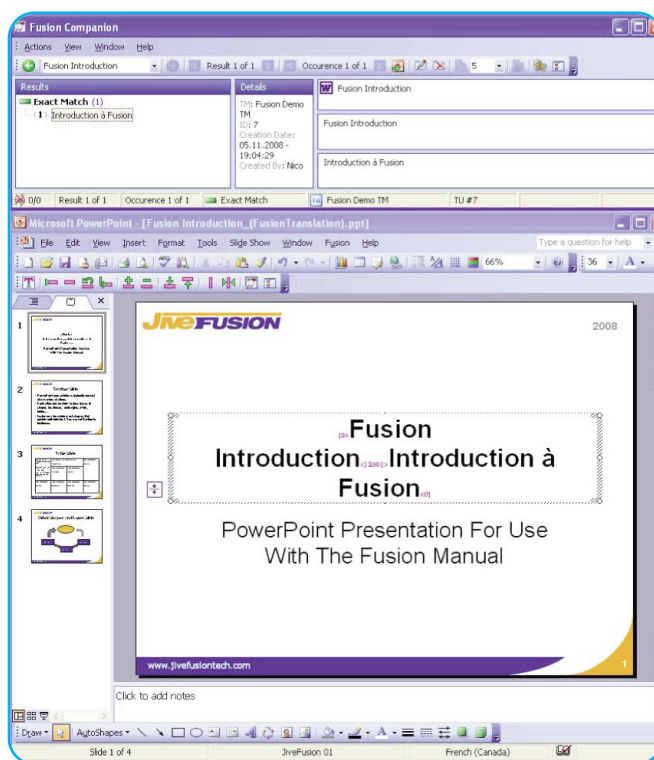 Fusion Companion
Actions View Window Help
Fusion Introduction Result 1 of 1 Occurence 1 of 1 5
Results
Exact Match (1)
<1> Introduction à Fusion
Details
TM: Fusion Demo
TM
ID: 7
Creation Date:
05.11.2008 -
19:04:29
Created By: Nico
Fusion Introduction
Fusion Introduction
Introduction á Fusion
0/0 Result 1 of 1 Occurence 1 of 1 Exact Match Fusion Demo TM TU #7
Microsoft PowerPoint - [Fusion Introduction_(FusionTranslation).ppt]
File Edit View Insert Format Tools Slide Show Window Fusion Help Type a question for help
66% 36 A
1
2
3
4
JiveFUSION
2008
{0>Fusion
Introduction<}100{>Introduction à
Fusion<0}
PowerPoint Presentation For Use
With The Fusion Manual
www.jivefusiontech.com 1
Click to add notes
Draw AutoShapes
Slide 1 of 4 JiveFusion 01 French (Canada)